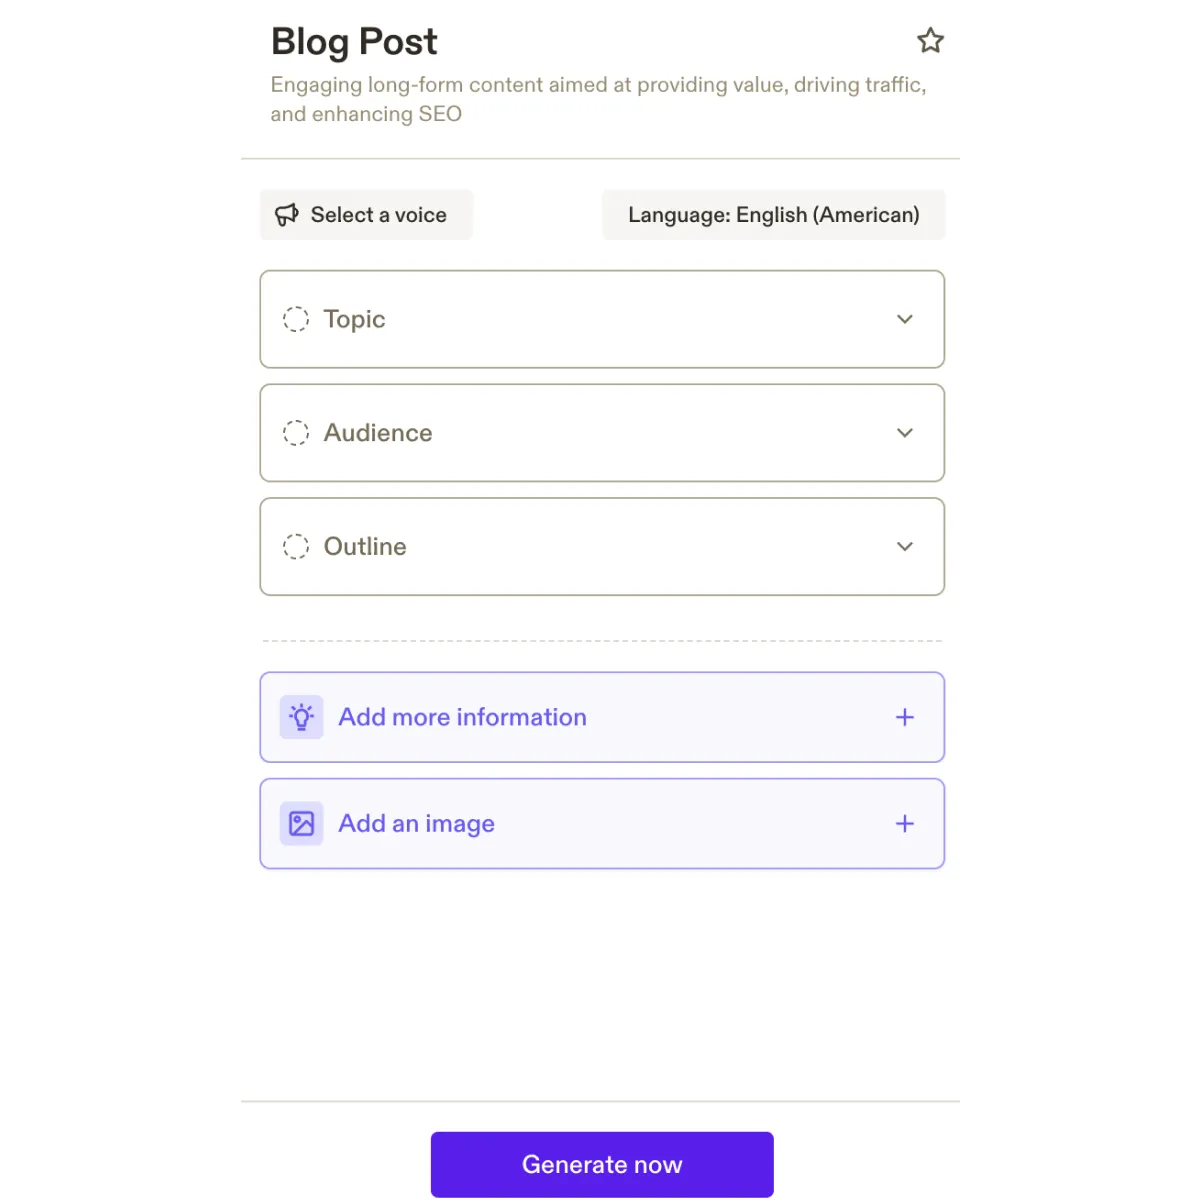 Blog Post
Engaging long-form content aimed at providing value, driving traffic,
and enhancing SEO
Select a voice
Language: English (American)
Topic
Audience
Outline
Add more information
Add an image
Generate now